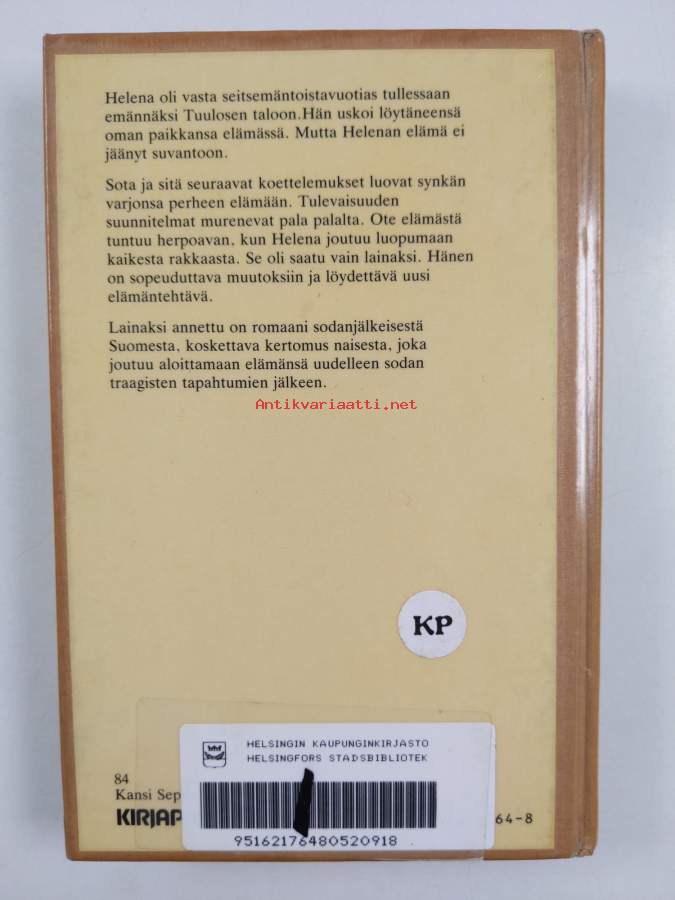 Helena oli vasta seitsemäntoistavuotias tullessaan
emännäksi Tuulosen taloon.Hän uskoi löytäneensä
oman paikkansa elämässä. Mutta Helenan elämä ei
jäänyt suvantoon.
Sota ja sitä seuraavat koettelemukset luovat synkän
varjonsa perheen elämään. Tulevaisuuden
suunnitelmat murenevat pala palalta. Ote elämästä
tuntuu herpoavan, kun Helena joutuu luopumaan
kaikesta rakkaasta. Se oli saatu vain lainaksi. Hänen
on sopeuduttava muutoksiin ja löydettävä uusi
elämäntehtävä.
Lainaksi annettu on romaani sodanjälkeisestä
Suomesta, koskettava kertomus naisesta, joka
joutuu aloittamaan elämänsä uudelleen sodan
traagisten tapahtumien jälkeen.
Antikvariaatti.net
KP
HELSINGIN KAUPUNGINKIRJASTO
HELSINGFORS STADSBIBLIOTEK
84
Kansi Sep
KIRJAP
64-8
95162176480520918